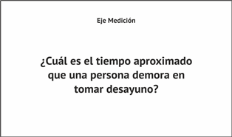 Eje Medición
¿Cuál es el tiempo aproximado
que una persona demora en
tomar desayuno?